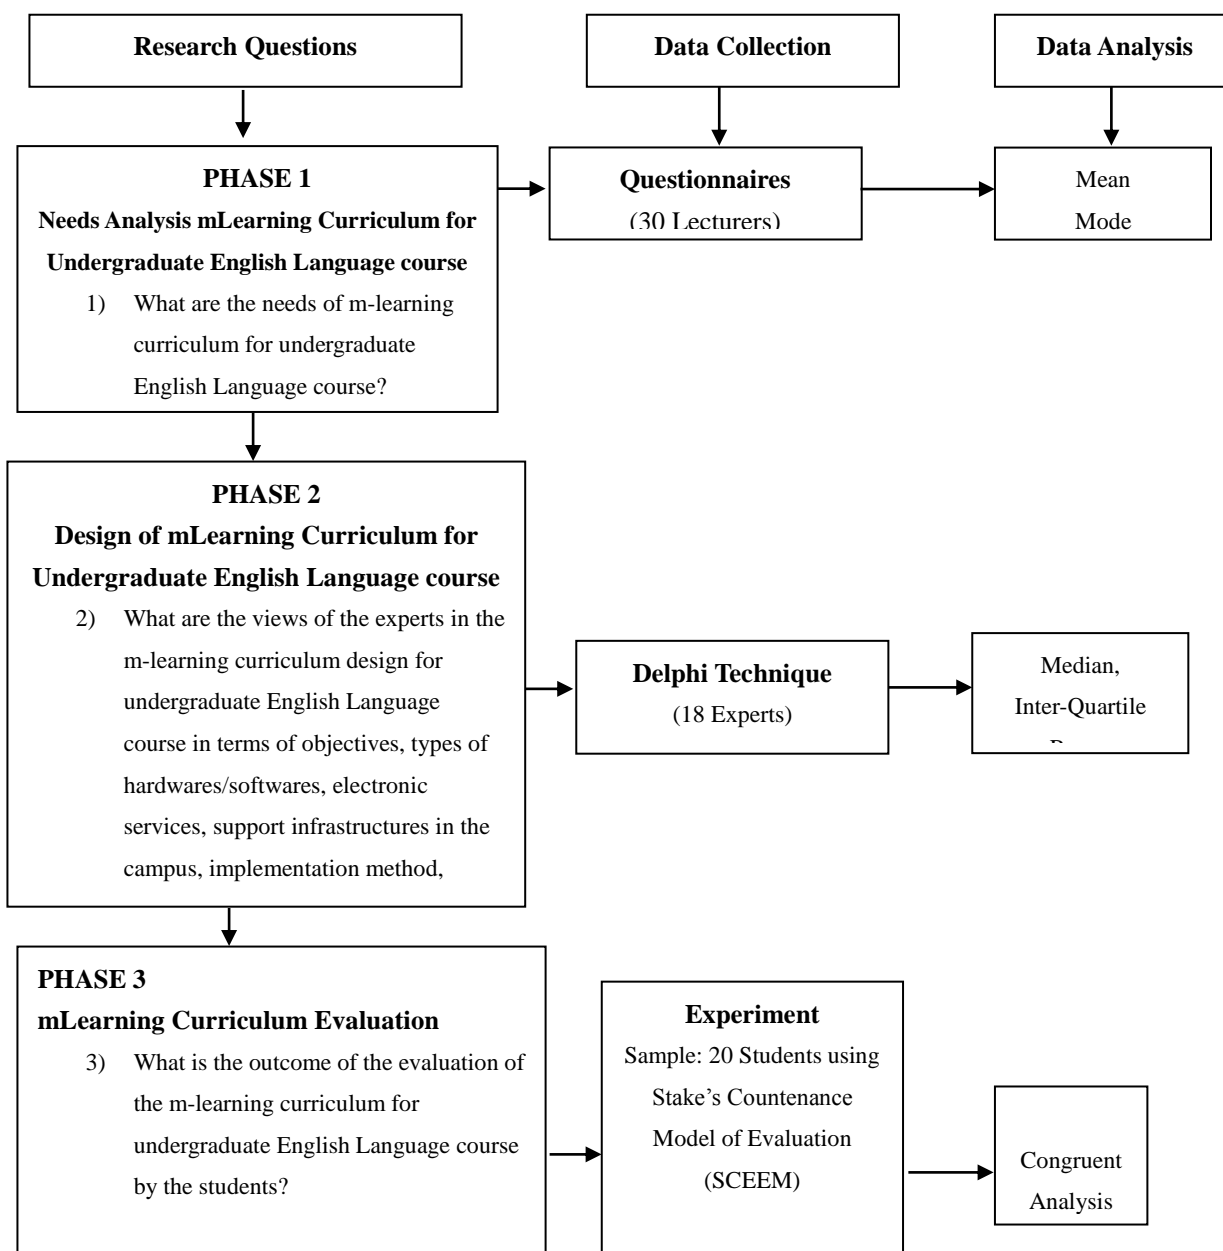 Research Questions
Data Collection
Data Analysis
PHASE 1
Needs Analysis mLearning Curriculum for
Undergraduate English Language course
1) What are the needs of m-learning
curriculum for undergraduate
English Language course?
Questionnaires
(30 Lecturers)
Mean
Mode
PHASE 2
Design of mLearning Curriculum for
Undergraduate English Language course
2) What are the views of the experts in the
m-learning curriculum design for
undergraduate English Language
course in terms of objectives, types of
hardwares/softwares, electronic
services, support infrastructures in the
campus, implementation method,
Delphi Technique
(18 Experts)
Median,
Inter-Quartile
PHASE 3
mLearning Curriculum Evaluation
3) What is the outcome of the evaluation of
the m-learning curriculum for
undergraduate English Language course
by the students?
Experiment
Sample: 20 Students using
Stake's Countenance
Model of Evaluation
(SCEEM)
Congruent
Analysis